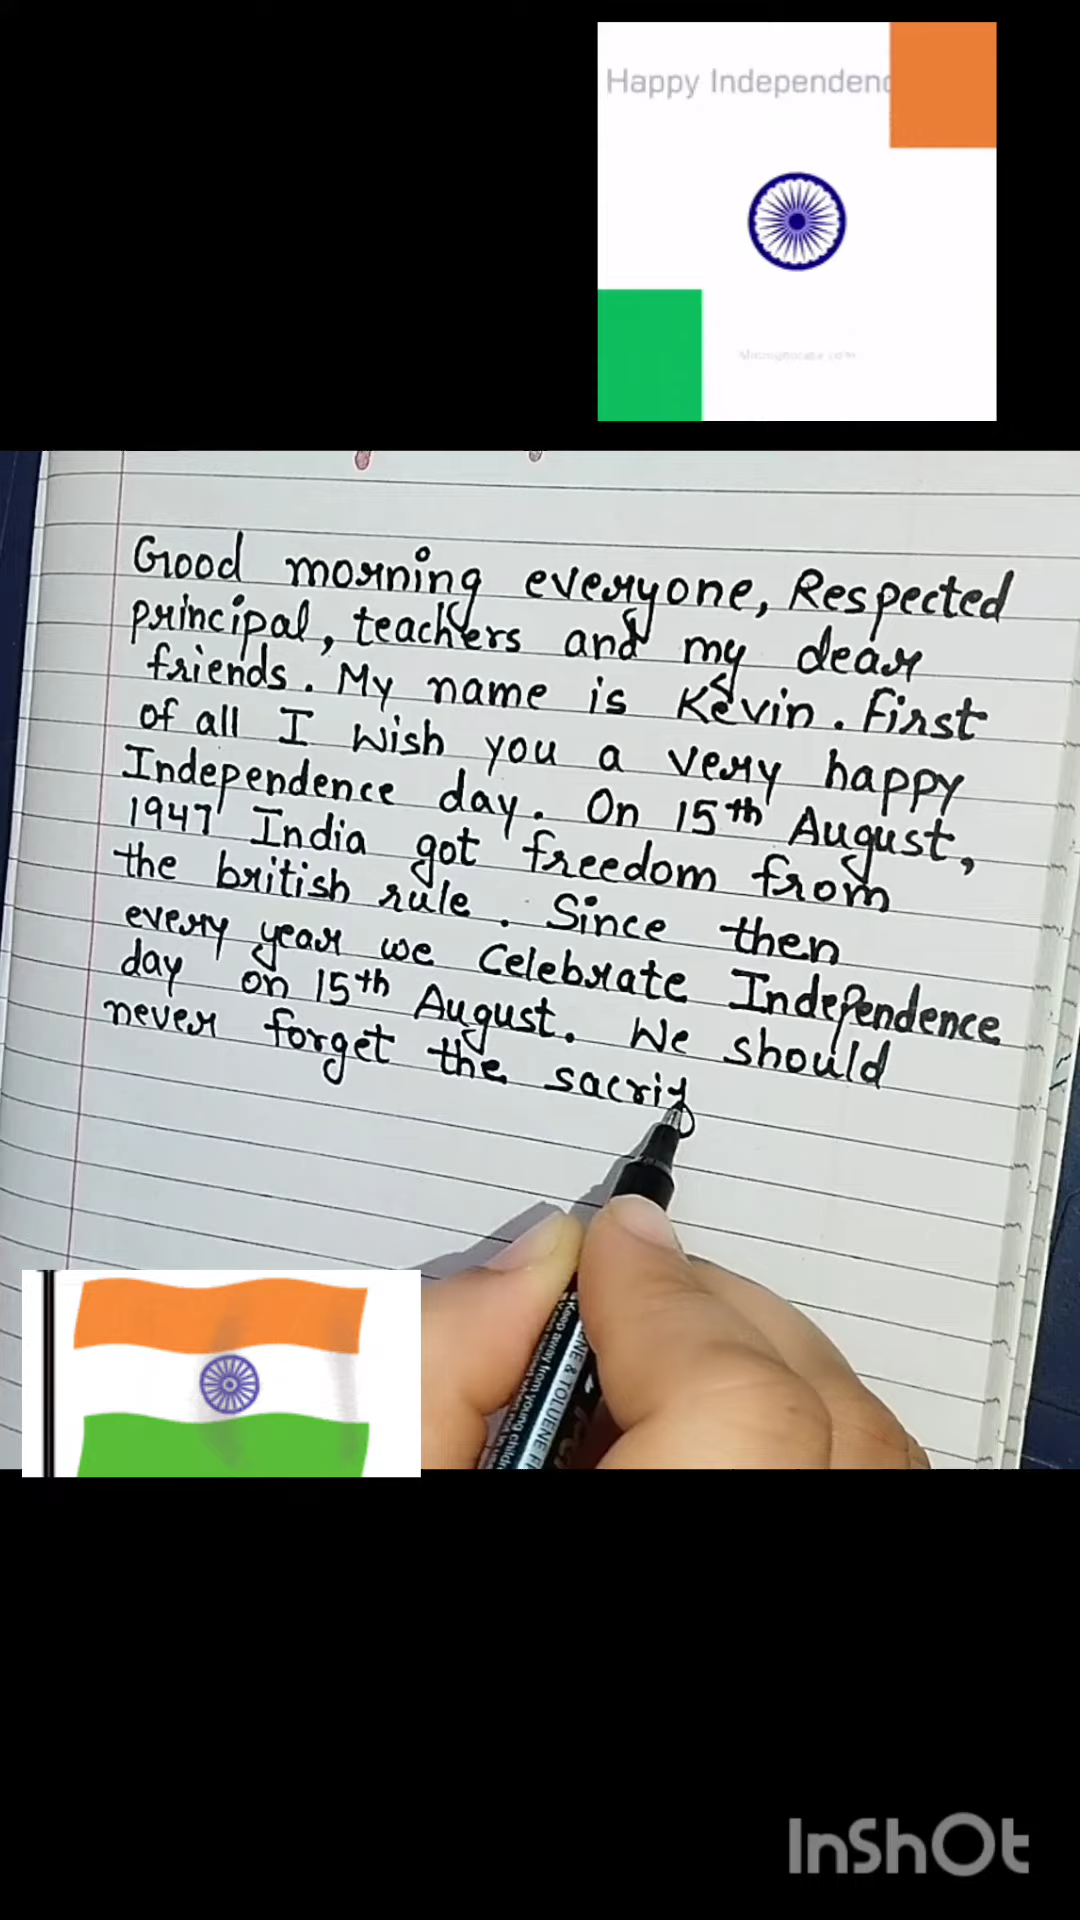 Happy Independenc
Good morning everyone, Respected
principal, teachers and my dear
friends. My name is Kevin. First
of all I wish you a very happy
Independence day. On 15th August,
1947 India got freedom from
the british rule. Since then
every year we Celebrate Independence
day on 15th August. We should
never forget the sacrif
InShOt